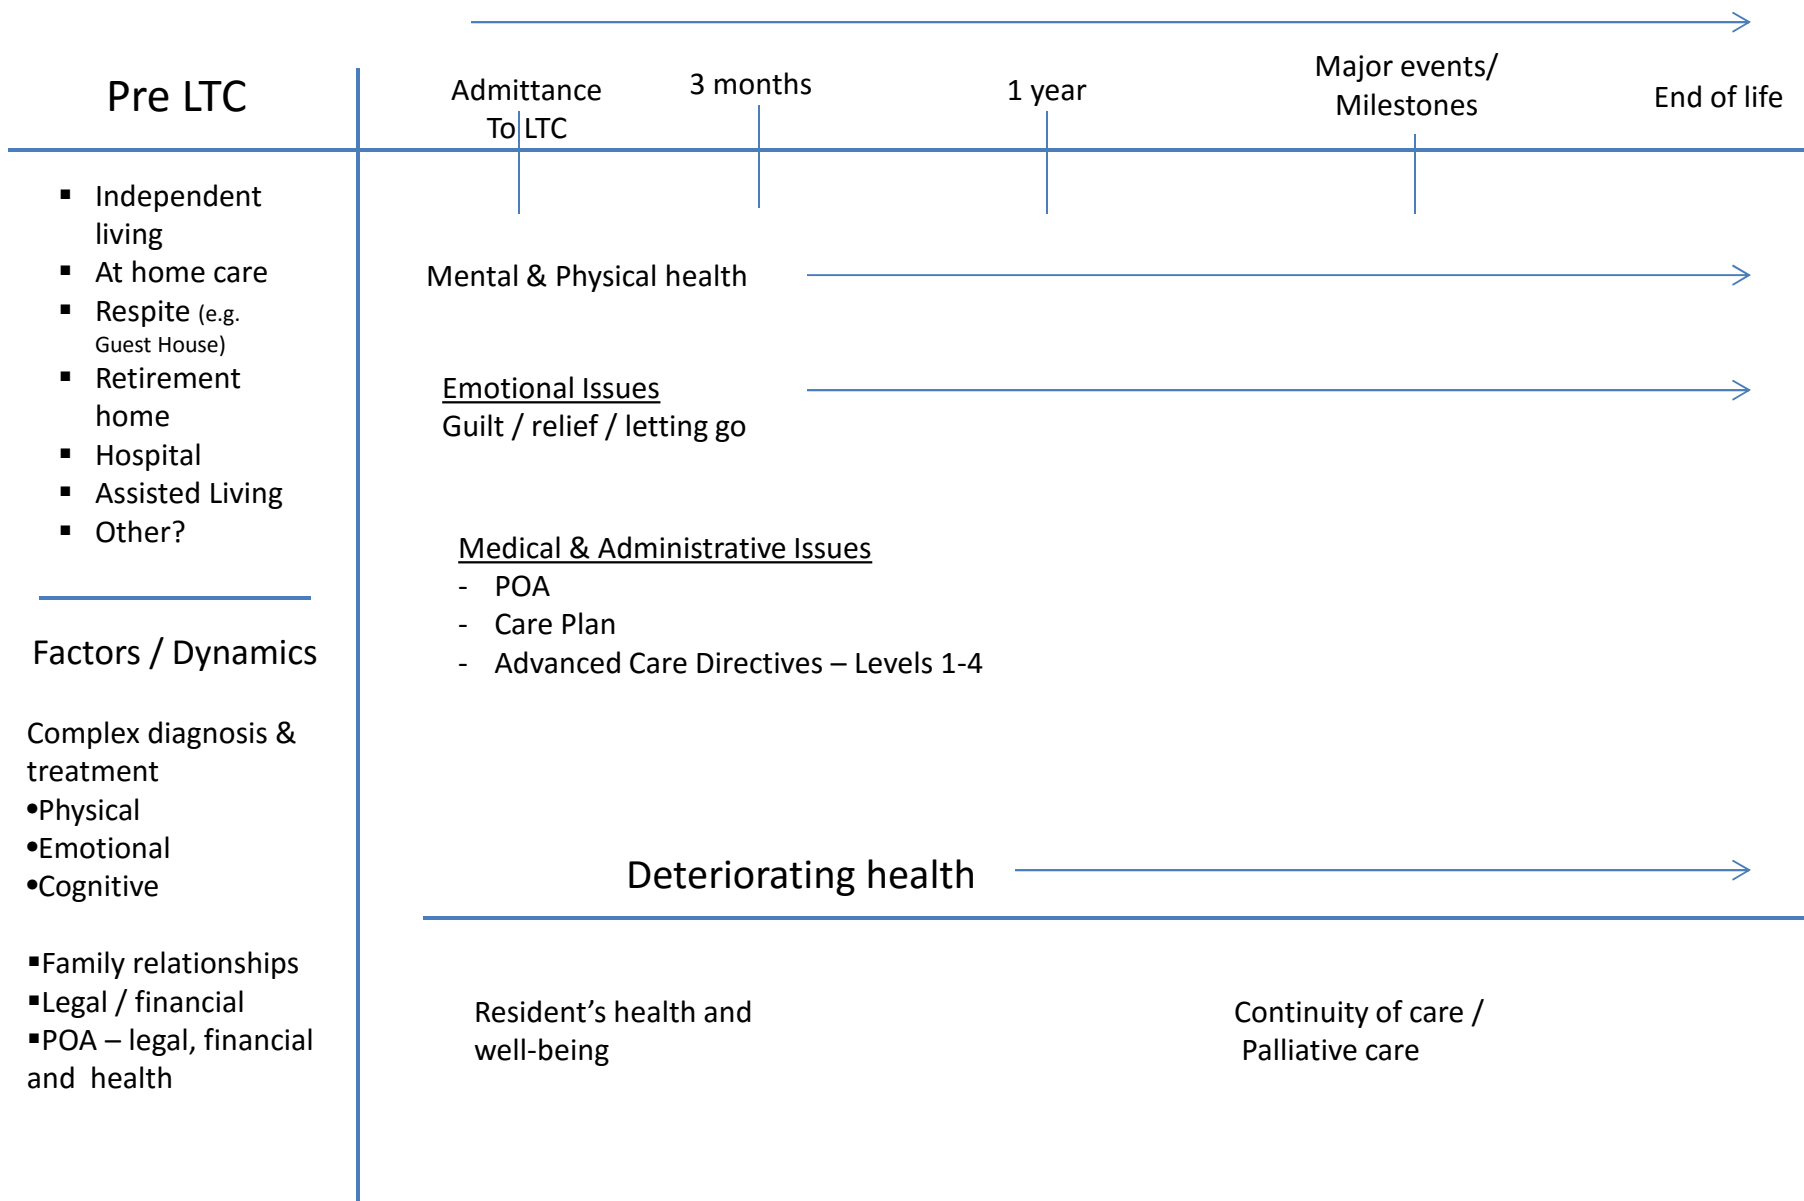 Pre LTC
Admittance
To LTC
3 months
1 year
Major events/
Milestones
End of life
▪ Independent
living
▪ At home care
▪ Respite (e.g.
Guest House)
▪ Retirement
home
▪ Hospital
▪ Assisted Living
▪ Other?
Factors / Dynamics
Complex diagnosis &
treatment
•Physical
•Emotional
•Cognitive
▪Family relationships
▪Legal / financial
▪POA – legal, financial
and health
Mental & Physical health
Emotional Issues
Guilt / relief / letting go
Medical & Administrative Issues
- POA
- Care Plan
- Advanced Care Directives – Levels 1-4
Deteriorating health
Resident’s health and
well-being
Continuity of care /
Palliative care